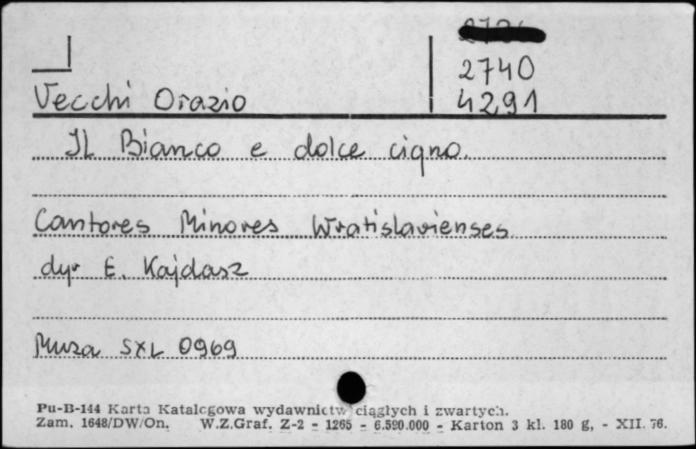 2740
Vecchi Orazio 4291
Il Bianco e dolce cigno.
Cantores Minores Wratislavienses
dyr E. Kajdasz
Muza SXL 0969
Pu-B-144 Karta Katalogowa wydawnictw ciągłych i zwartych.
Zam. 1648/DW/On. W.Z.Graf. Z-2 - 1265 - 6.590.000 - Karton 3 kl. 180 g, - XII. 76.